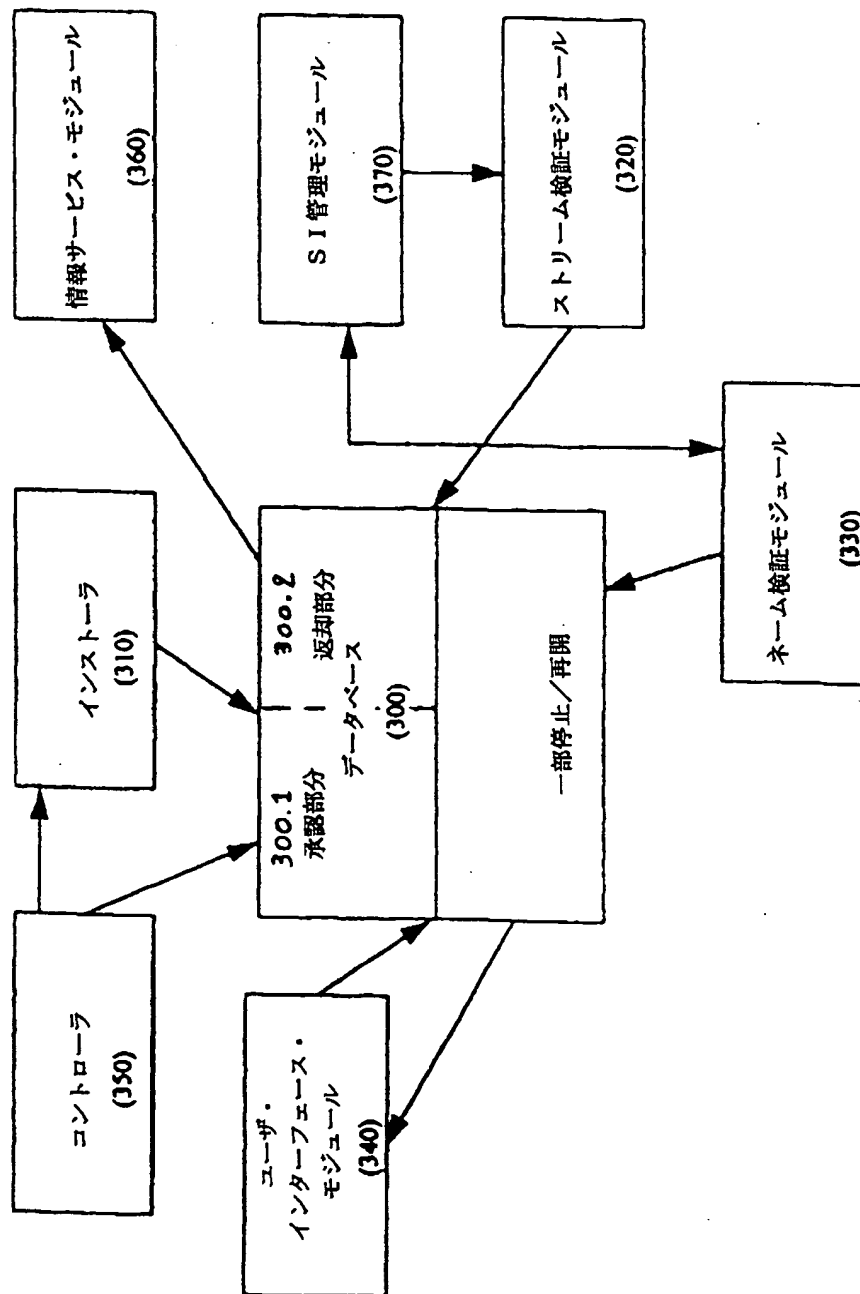 コントローラ
(350)
インストーラ
(310)
情報サービス・モジュール
(360)
300.1
承認部分
300.2
返却部分
データベース
(300)
一部停止/再開
SI管理モジュール
(370)
ストリーム検証モジュール
(320)
ユーザ・
インターフェース・
モジュール
(340)
ネーム検証モジュール
(330)